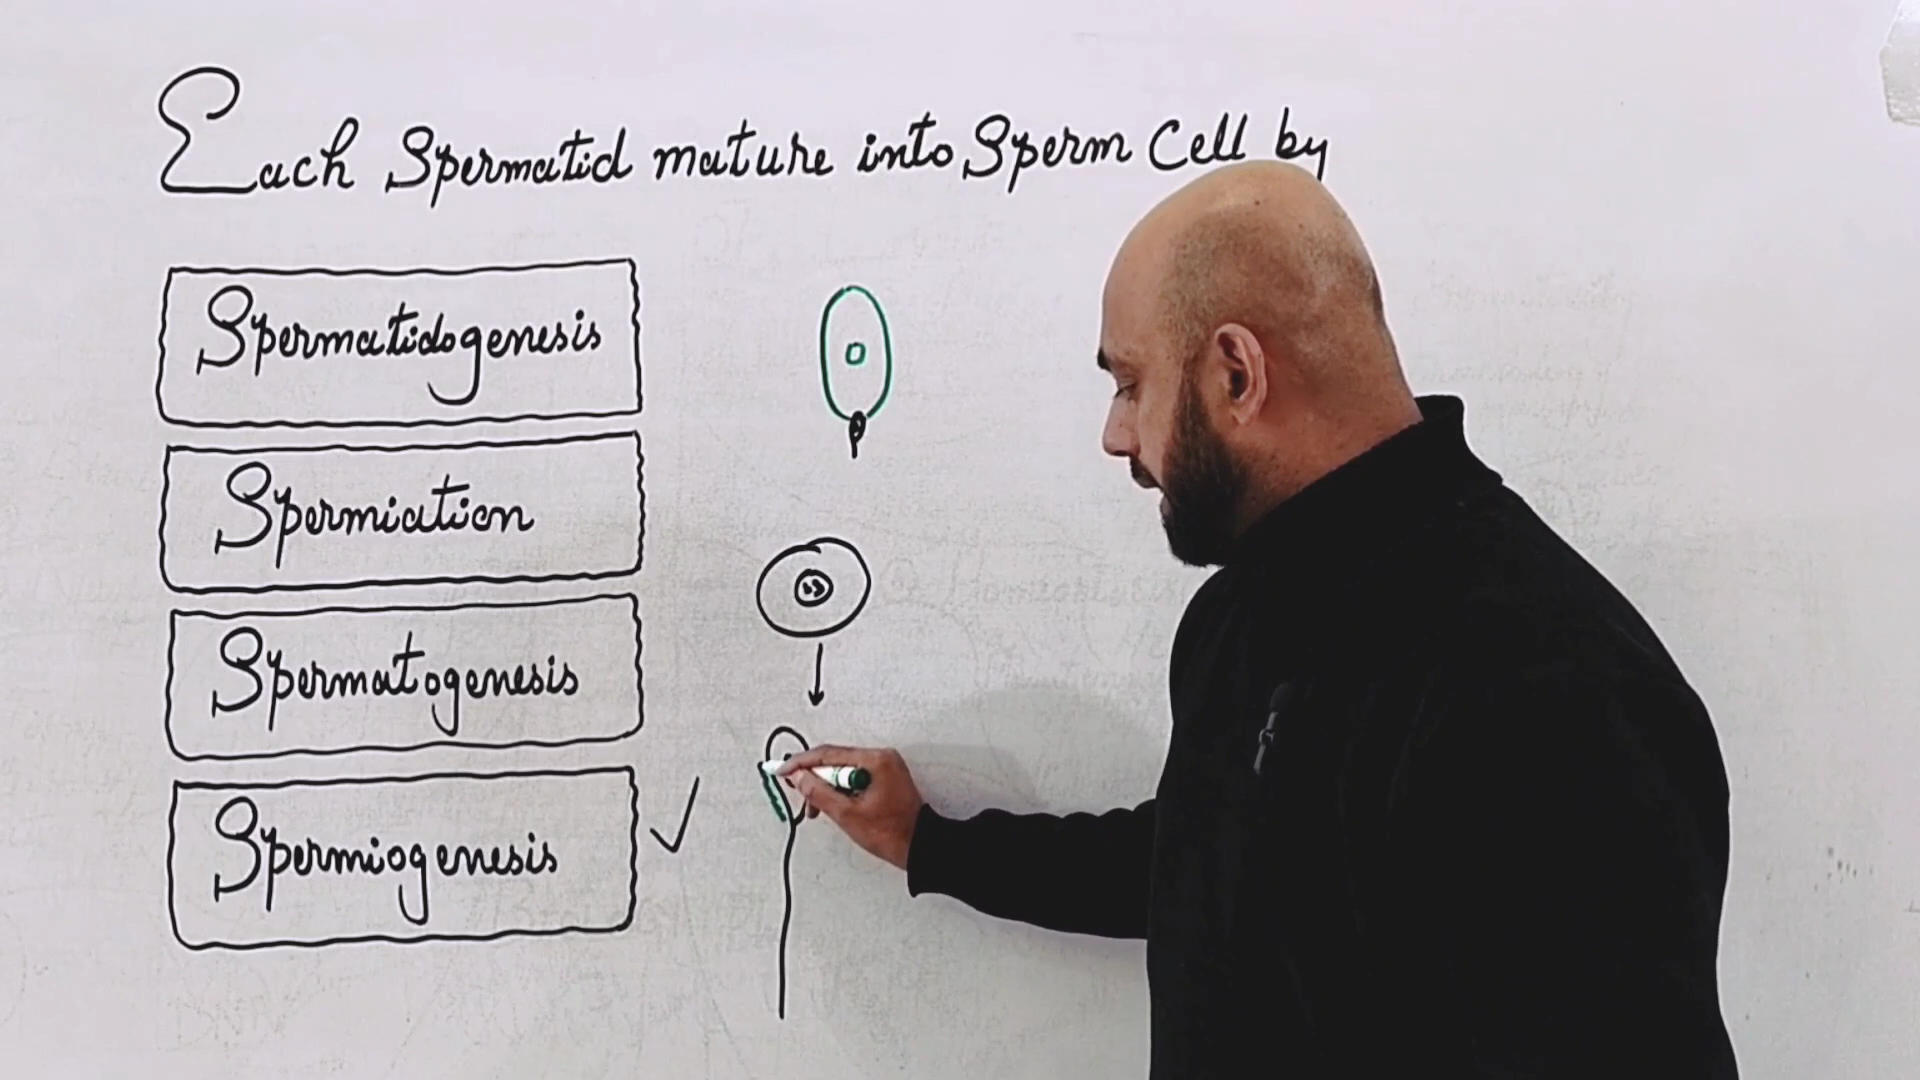 Each Spermatid mature into Sperm Cell by
Spermatidogenesis
Spermiation
Spermatogenesis
Spermiogenesis